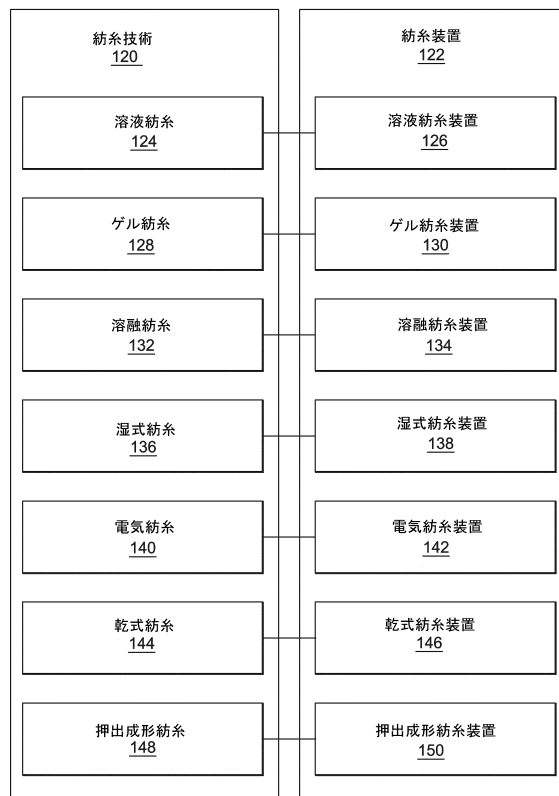 紡糸技術
120
紡糸装置
122
溶液紡糸
124
溶液紡糸装置
126
ゲル紡糸
128
ゲル紡糸装置
130
溶融紡糸
132
溶融紡糸装置
134
湿式紡糸
136
湿式紡糸装置
138
電気紡糸
140
電気紡糸装置
142
乾式紡糸
144
乾式紡糸装置
146
押出成形紡糸
148
押出成形紡糸装置
150